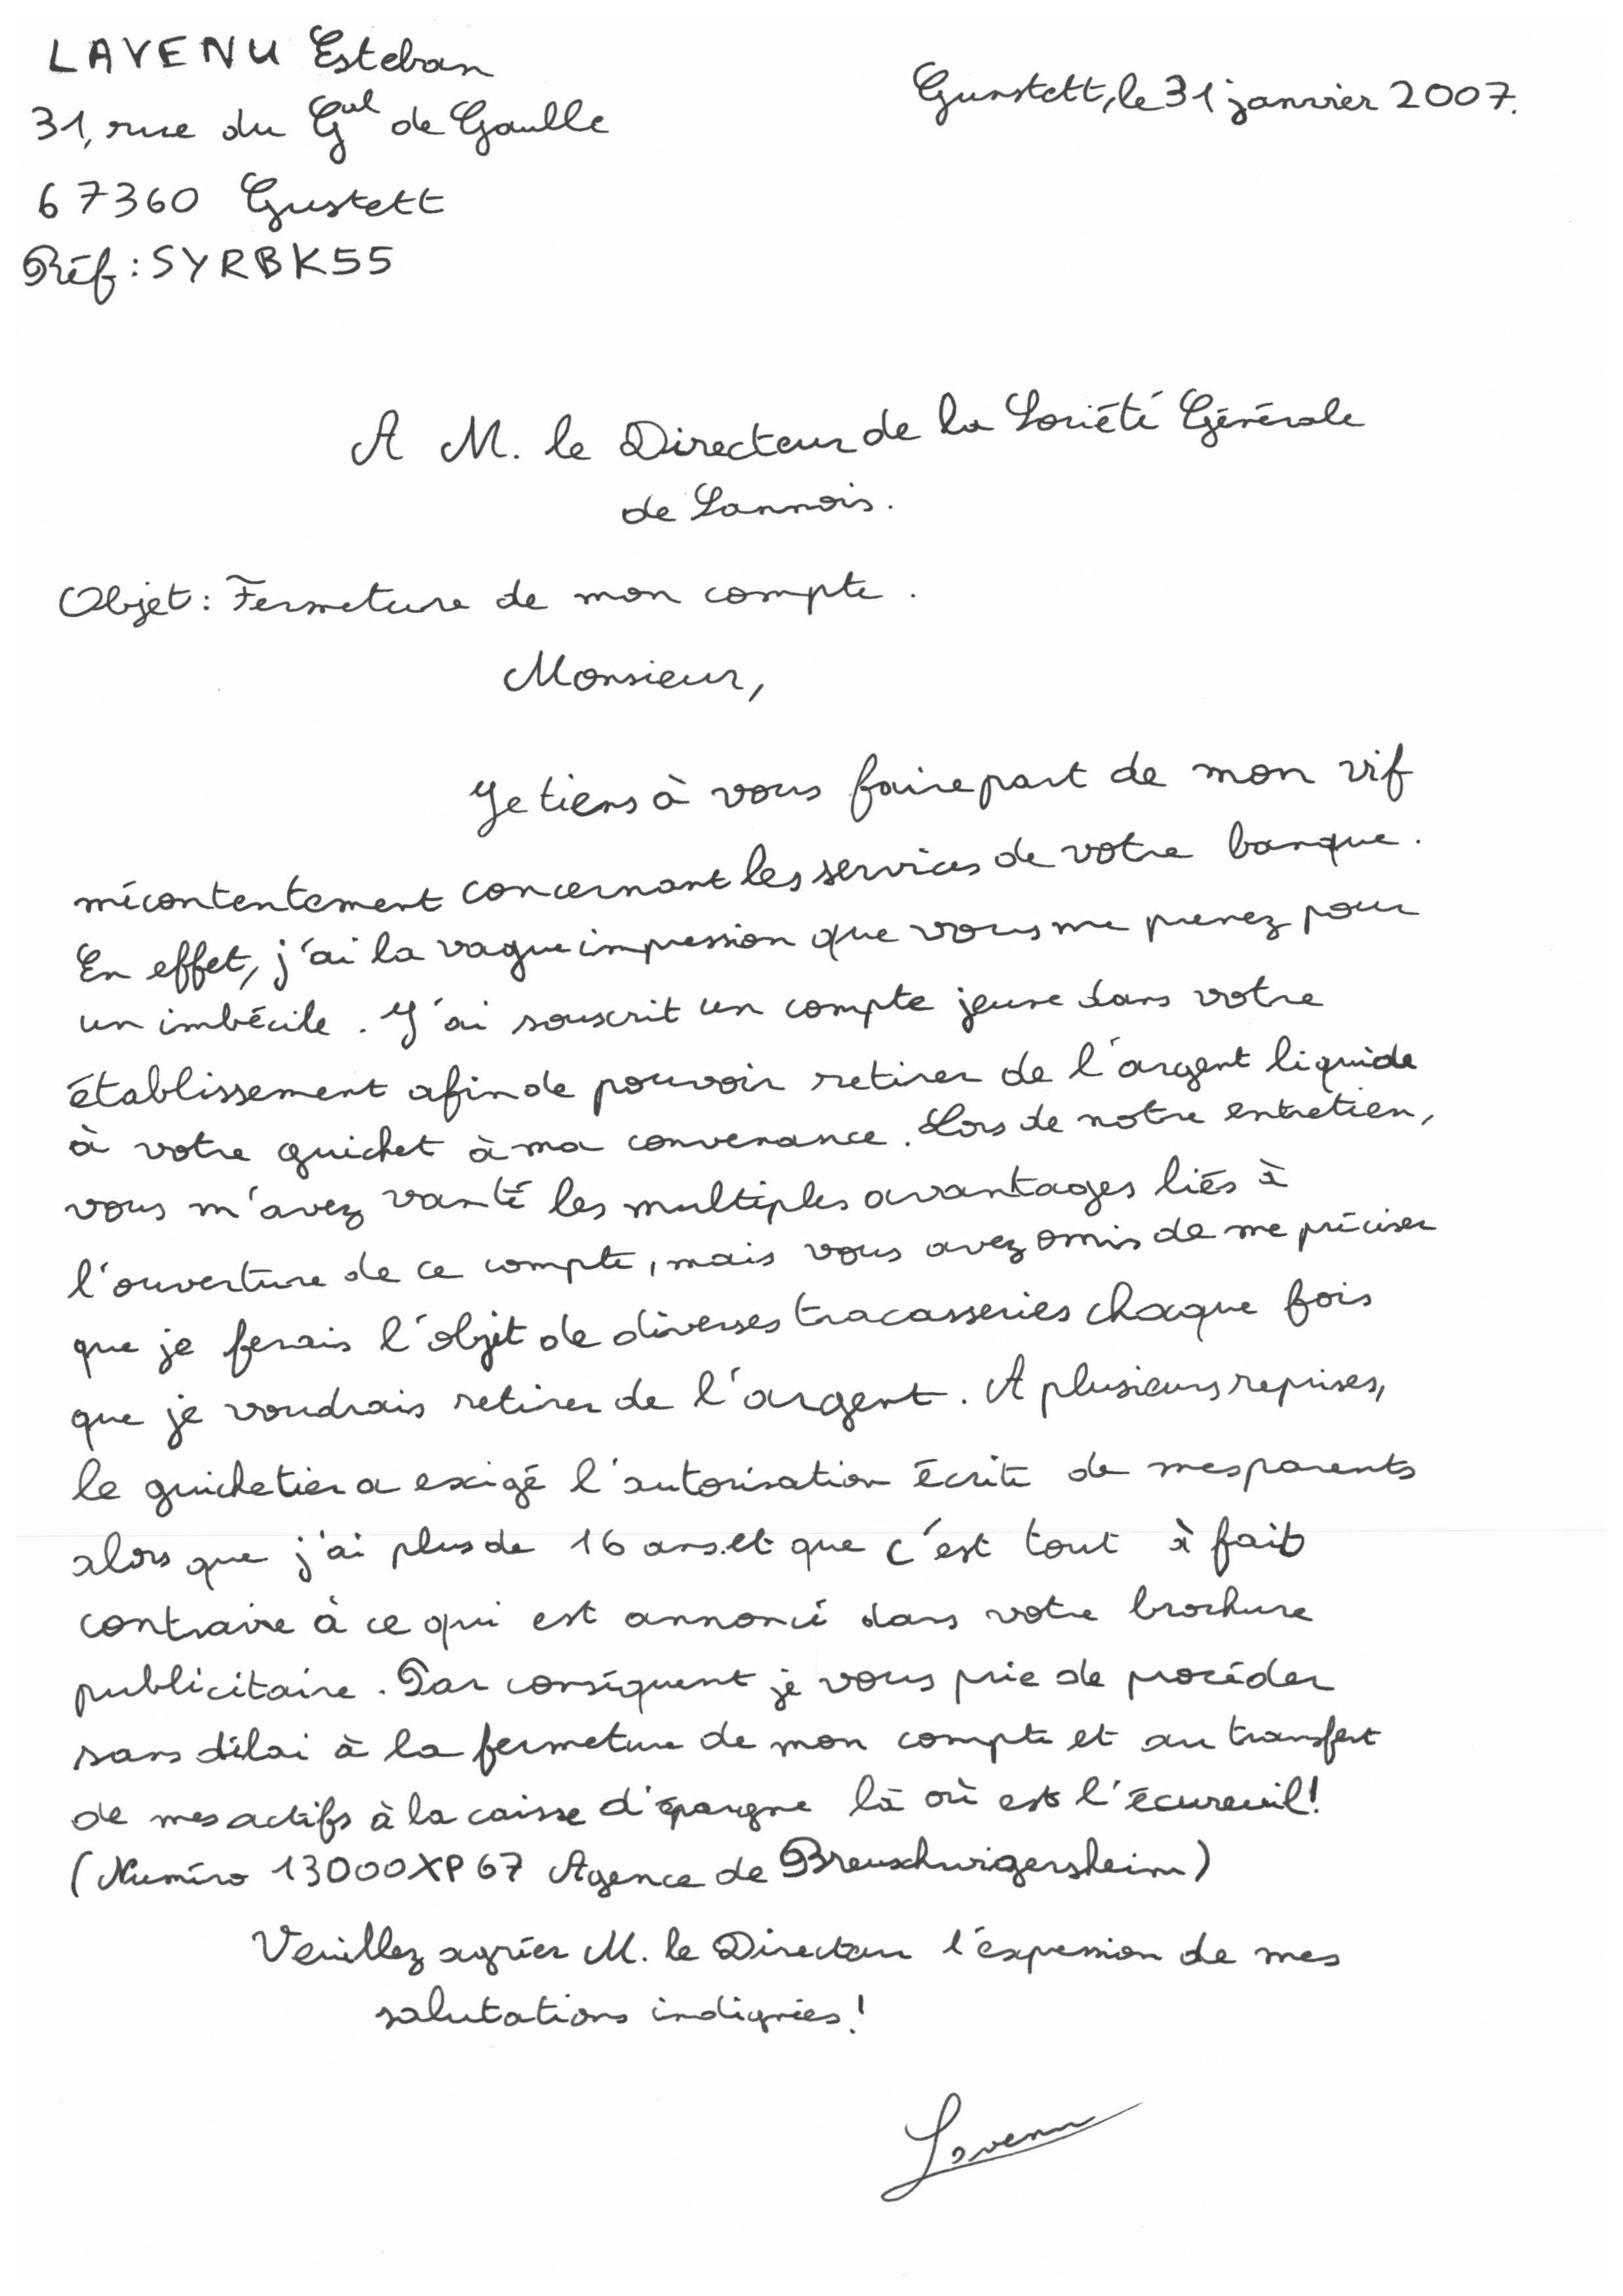 LAVENU Esteban
Gunstett, le 31 janvier 2007.
31, rue du Gal de Gaulle
67360 Gustett
Réf : SYRBK55
A M. le Directeur de la Société Générale
de Sannois.
Objet : Fermeture de mon compte.
Monsieur,
Je tiens à vous faire part de mon vif
mécontentement concernant les services de votre banque.
En effet, j'ai la vague impression que vous me prenez pour
un imbécile. J'ai souscrit un compte jeune dans votre
établissement afin de pouvoir retirer de l'argent liquide
à votre guichet à ma convenance. Lors de notre entretien,
vous m'avez vanté les multiples avantages liés à
l'ouverture de ce compte, mais vous avez omis de me préciser
que je ferais l'objet de diverses tracasseries chaque fois
que je voudrais retirer de l'argent. A plusieurs reprises,
le guichetier a exigé l'autorisation écrite de mes parents
alors que j'ai plus de 16 ans et que c'est tout à fait
contraire à ce qui est annoncé dans votre brochure
publicitaire. Par conséquent je vous prie de procéder
sans délai à la fermeture de mon compte et au transfert
de mes actifs à la caisse d'épargne là où est l'écureuil!
(Numéro 13000XP67 Agence de Breuschwigersheim)
Veuillez agréer M. le Directeur l'expression de mes
salutations indignées!
Lavenu